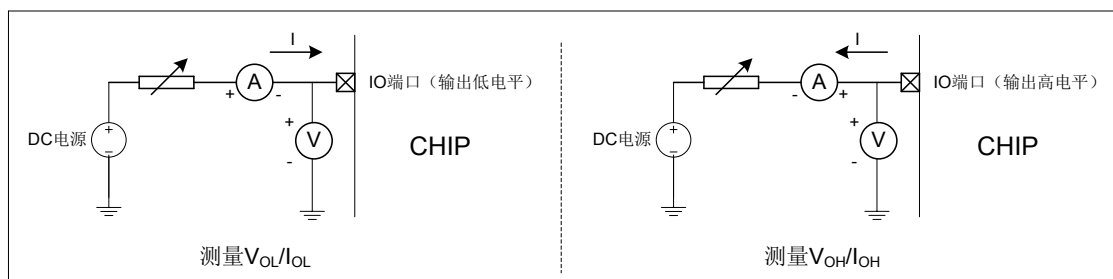 I
A
+ -
IO端口（输出低电平）
DC电源
+
-
+
V
-
CHIP
测量VOL/IOL
I
A
- +
IO端口（输出高电平）
DC电源
+
-
+
V
-
CHIP
测量VOH/IOH